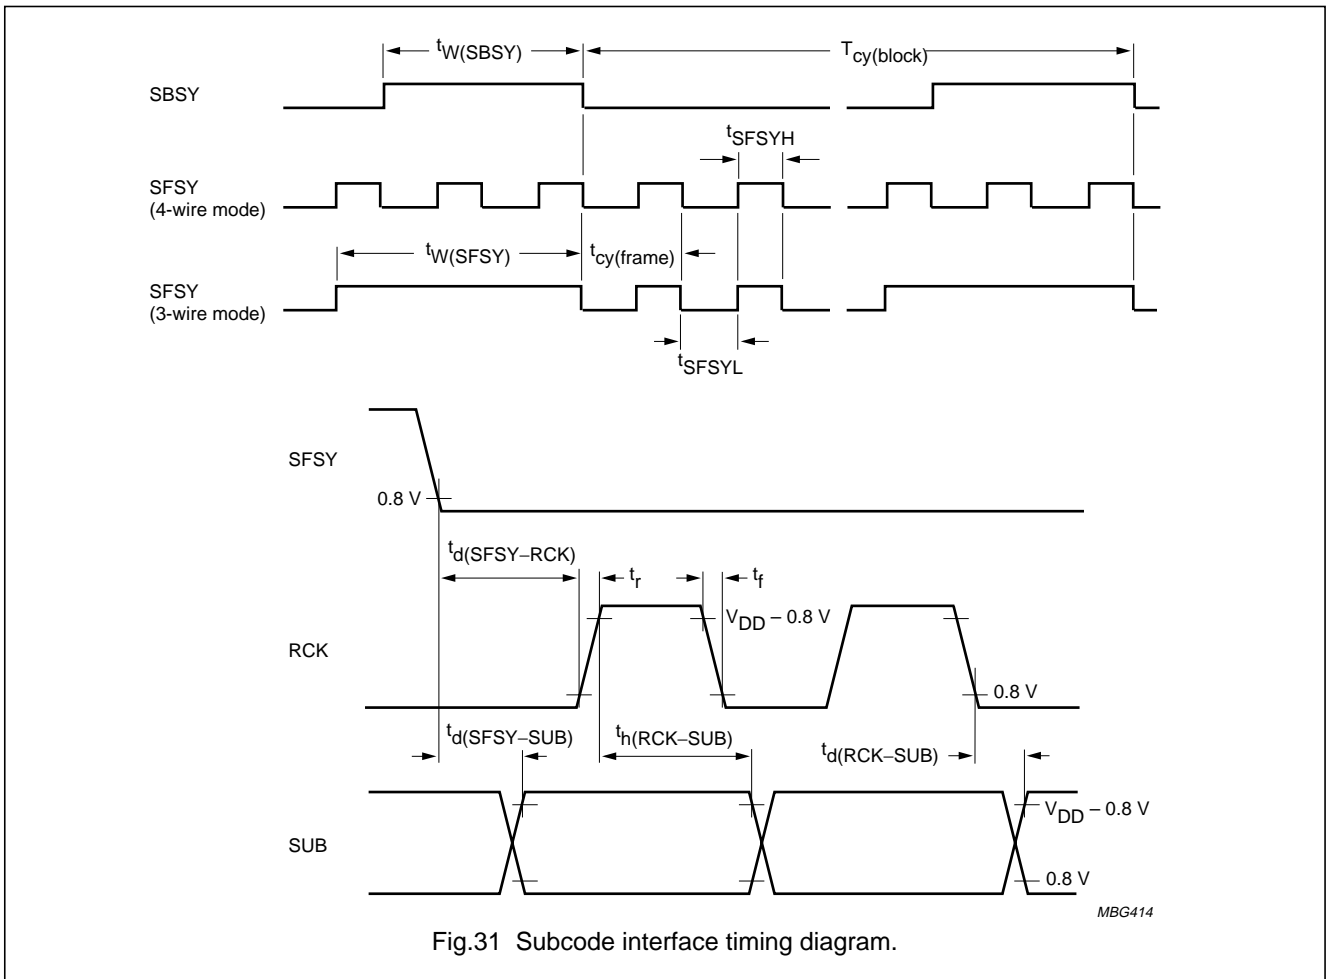 tW(SBSY)
Tcy(block)
SBSY
tSFSYH
SFSY
(4-wire mode)
tW(SFSY)
tcy(frame)
SFSY
(3-wire mode)
tSFSYL
SFSY
0.8 V
td(SFSY–RCK)
tr
tf
VDD – 0.8 V
RCK
0.8 V
td(SFSY–SUB)
th(RCK–SUB)
td(RCK–SUB)
VDD – 0.8 V
SUB
0.8 V
MBG414
Fig.31 Subcode interface timing diagram.